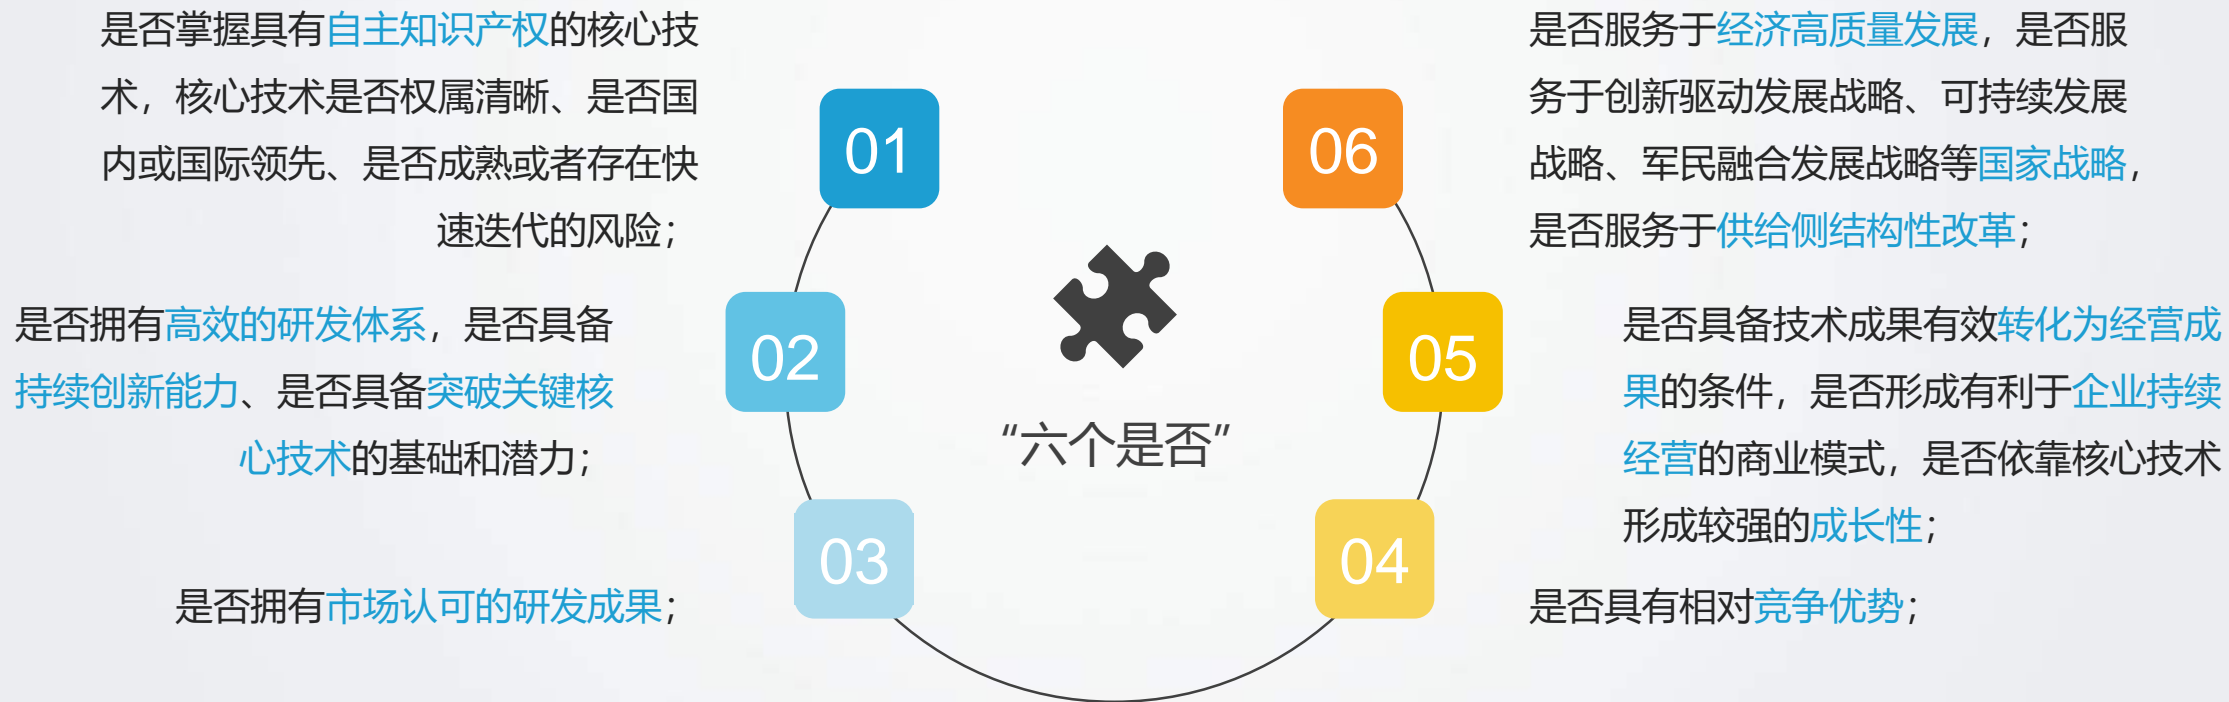 是否掌握具有自主知识产权的核心技
术，核心技术是否权属清晰、是否国
内或国际领先、是否成熟或者存在快
速迭代的风险；
01
是否拥有高效的研发体系，是否具备
持续创新能力、是否具备突破关键核
心技术的基础和潜力；
02
是否拥有市场认可的研发成果；
03
“六个是否”
04
是否具有相对竞争优势；
05
是否具备技术成果有效转化为经营成
果的条件，是否形成有利于企业持续
经营的商业模式，是否依靠核心技术
形成较强的成长性；
06
是否服务于经济高质量发展，是否服
务于创新驱动发展战略、可持续发展
战略、军民融合发展战略等国家战略，
是否服务于供给侧结构性改革；